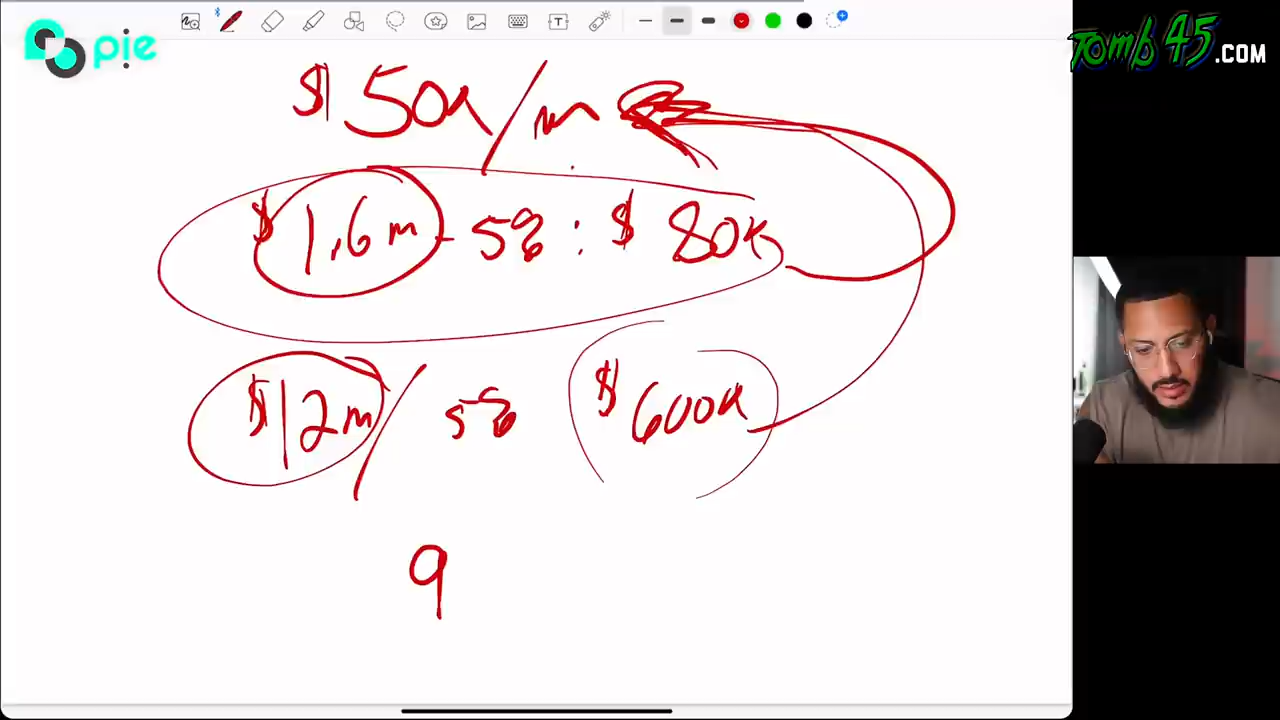 pie
Tomb45.COM
T
$50k/m
$1.6m - 5% : $80k
$12m / 5% $600k
9